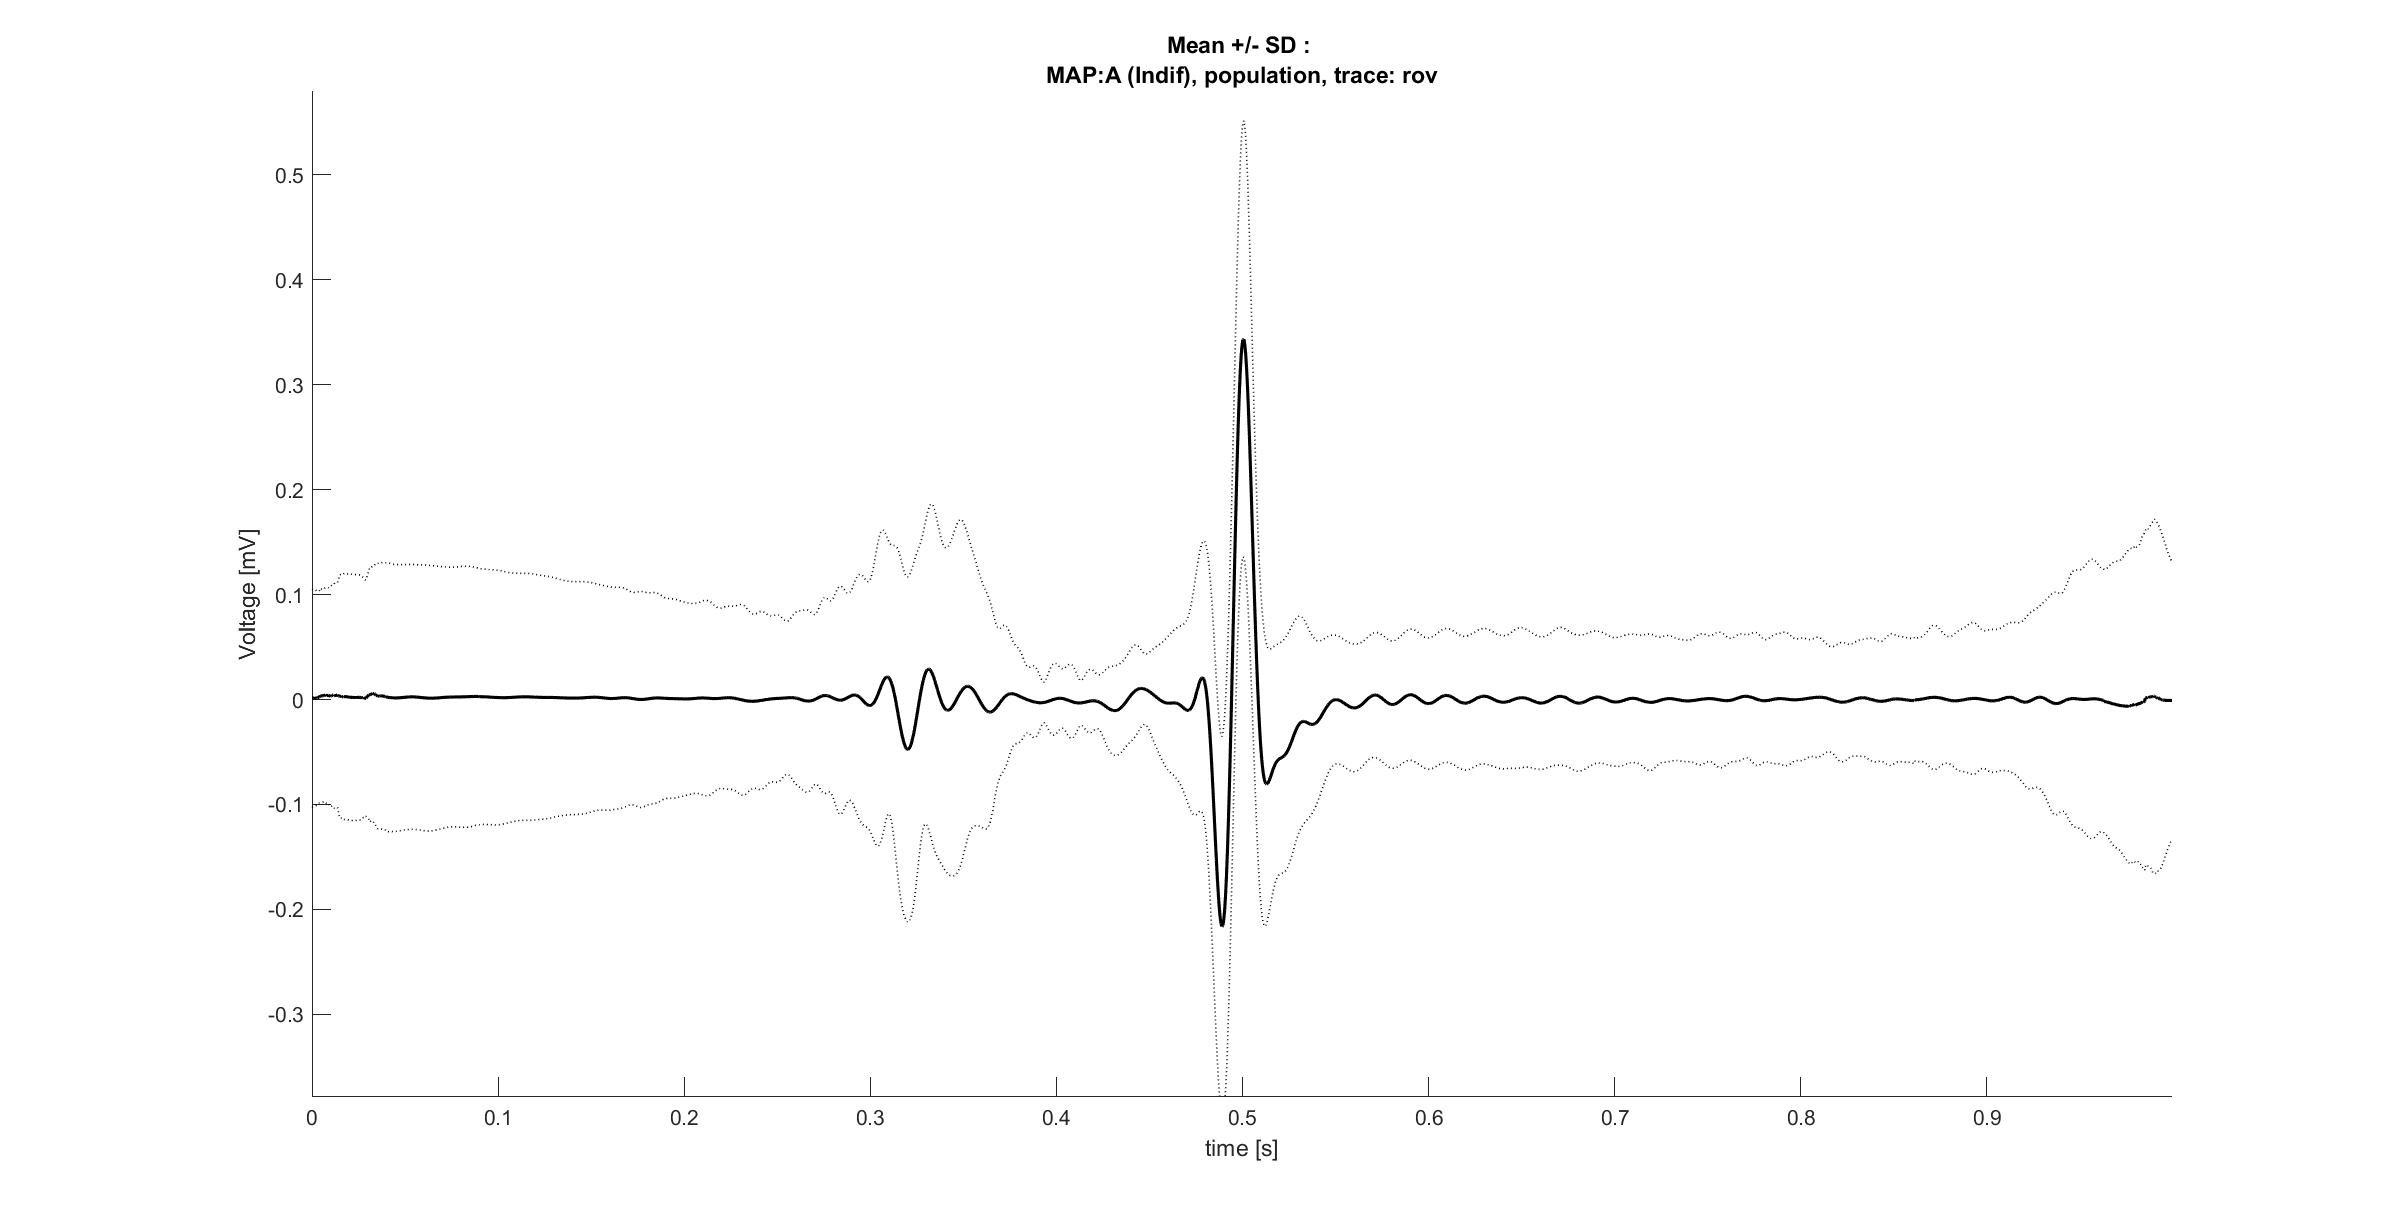 Mean +/- SD :
MAP:A (Indif), population, trace: rov
0.5
0.4
0.3
0.2
0.1
0
-0.1
-0.2
-0.3
Voltage [mV]
0 0.1 0.2 0.3 0.4 0.5 0.6 0.7 0.8 0.9
time [s]